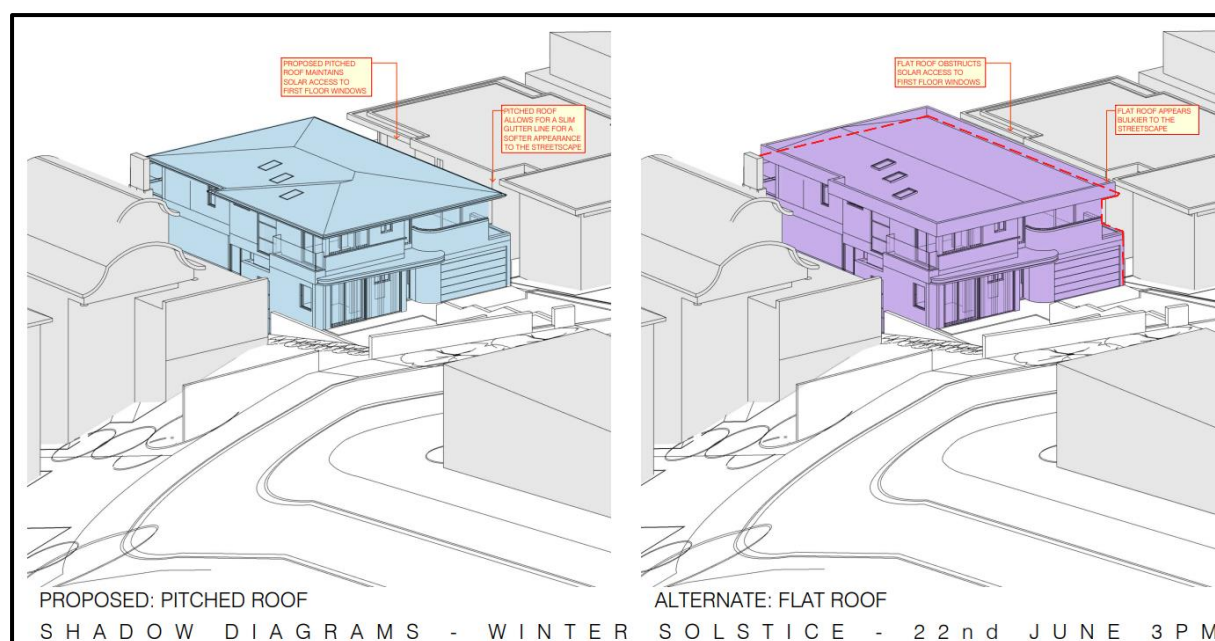 PROPOSED PITCHED
ROOF MAINTAINS
SOLAR ACCESS TO
FIRST FLOOR WINDOWS
PITCHED ROOF
ALLOWS FOR A SLIM
GUTTER LINE FOR A
SOFTER APPEARANCE
TO THE STREETSCAPE
FLAT ROOF OBSTRUCTS
SOLAR ACCESS TO
FIRST FLOOR WINDOWS
FLAT ROOF APPEARS
BULKIER TO THE
STREETSCAPE
PROPOSED: PITCHED ROOF
ALTERNATE: FLAT ROOF
SHADOW DIAGRAMS - WINTER SOLSTICE - 22nd JUNE 3PM